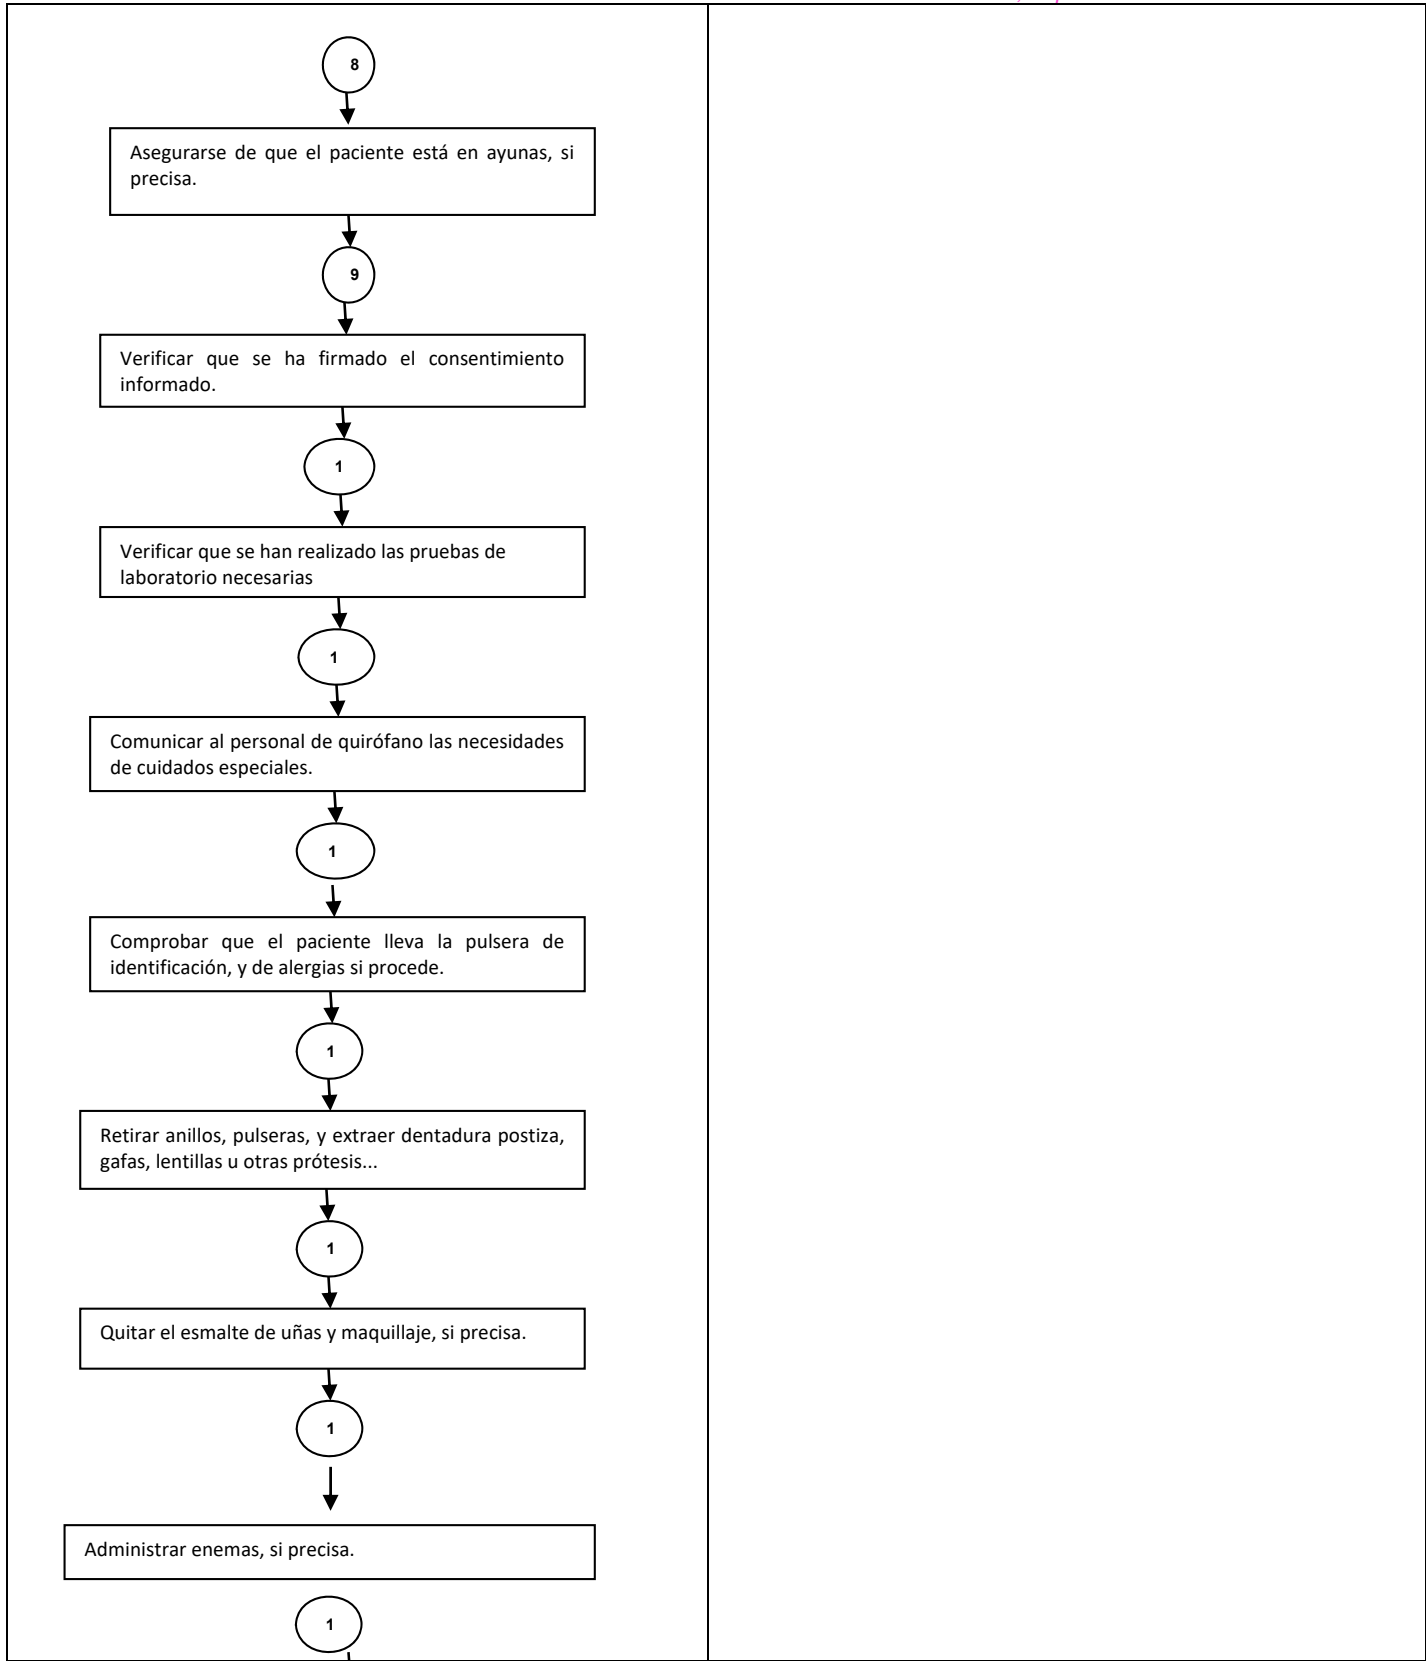 8
Asegurarse de que el paciente está en ayunas, si
precisa.
9
Verificar que se ha firmado el consentimiento
informado.
1
Verificar que se han realizado las pruebas de
laboratorio necesarias
1
Comunicar al personal de quirófano las necesidades
de cuidados especiales.
1
Comprobar que el paciente lleva la pulsera de
identificación, y de alergias si procede.
1
Retirar anillos, pulseras, y extraer dentadura postiza,
gafas, lentillas u otras prótesis...
1
Quitar el esmalte de uñas y maquillaje, si precisa.
1
Administrar enemas, si precisa.
1